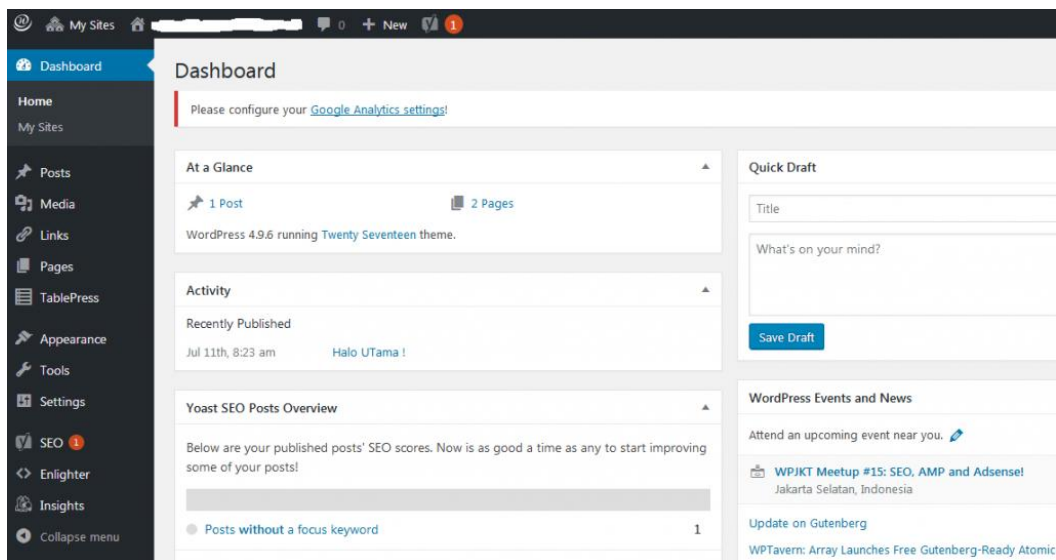 My Sites
0
New
1
Dashboard
Home
My Sites
Posts
Media
Links
Pages
TablePress
Appearance
Tools
Settings
SEO 1
Enlighter
Insights
Collapse menu
Dashboard
Please configure your Google Analytics settings!
At a Glance
1 Post
2 Pages
WordPress 4.9.6 running Twenty Seventeen theme.
Activity
Recently Published
Jul 11th, 8:23 am
Halo UTama !
Yoast SEO Posts Overview
Below are your published posts' SEO scores. Now is as good a time as any to start improving
some of your posts!
Posts without a focus keyword
1
Quick Draft
Title
What's on your mind?
Save Draft
WordPress Events and News
Attend an upcoming event near you.
WPJKT Meetup #15: SEO, AMP and Adsense!
Jakarta Selatan, Indonesia
Update on Gutenberg
WPTavern: Array Launches Free Gutenberg-Ready Atomic